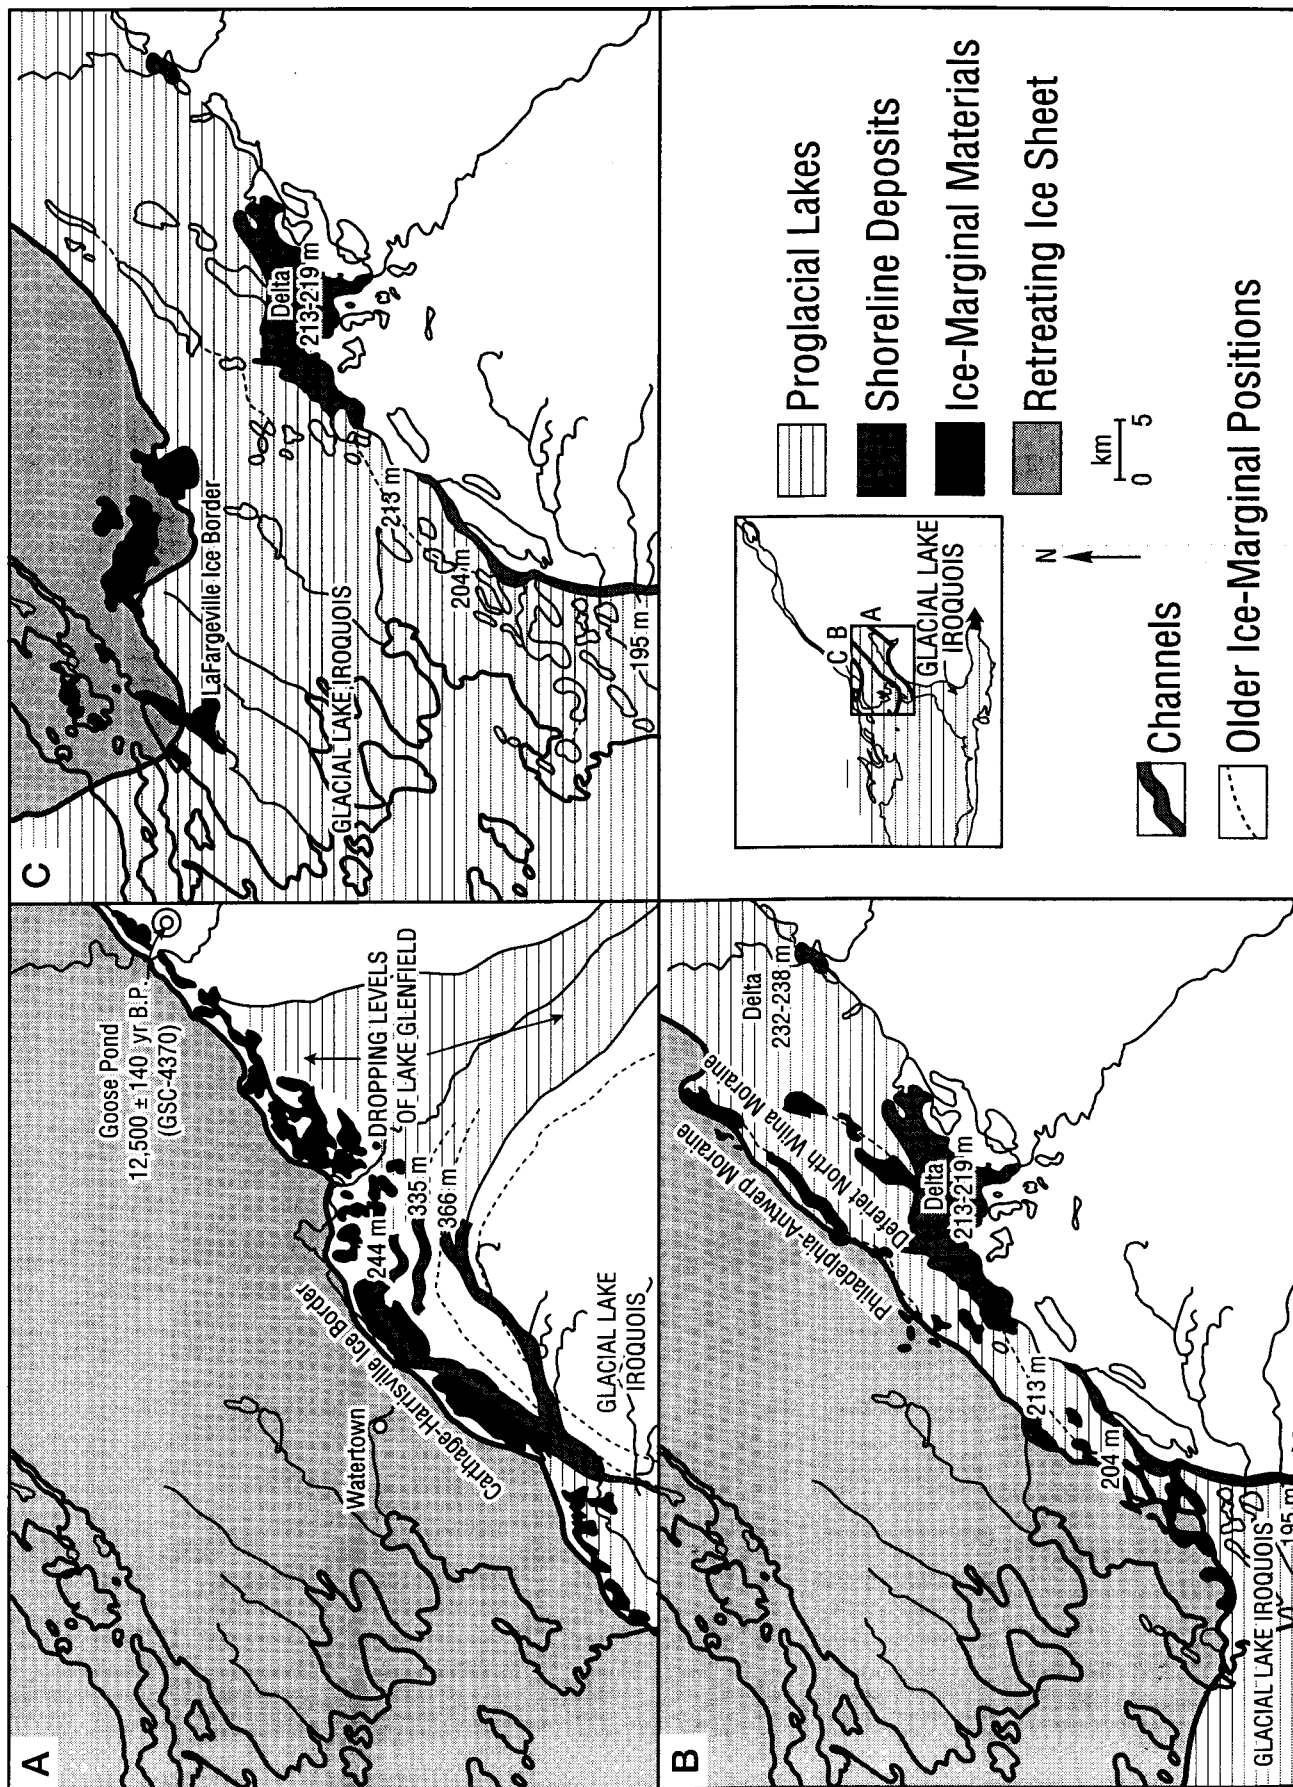 A
Goose Pond
12,500 ± 140 yr B.P.
(GSC-4370)
DROPPING LEVELS
OF LAKE GLENFIELD
Carthage-Harrisville Ice Border
Watertown
244 m
335 m
366 m
GLACIAL LAKE
IROQUOIS
B
Philadelphia-Antwerp Moraine
Deferiet North Wilna Moraine
Delta
232-238 m
Delta
213-219 m
213 m
204 m
GLACIAL LAKE IROQUOIS
195 m
C
LaFargeville Ice Border
GLACIAL LAKE IROQUOIS
Delta
213-219 m
213 m
204 m
195 m
C B
A
GLACIAL LAKE
IROQUOIS
N
Proglacial Lakes
Shoreline Deposits
Ice-Marginal Materials
Retreating Ice Sheet
km
0 5
Channels
Older Ice-Marginal Positions